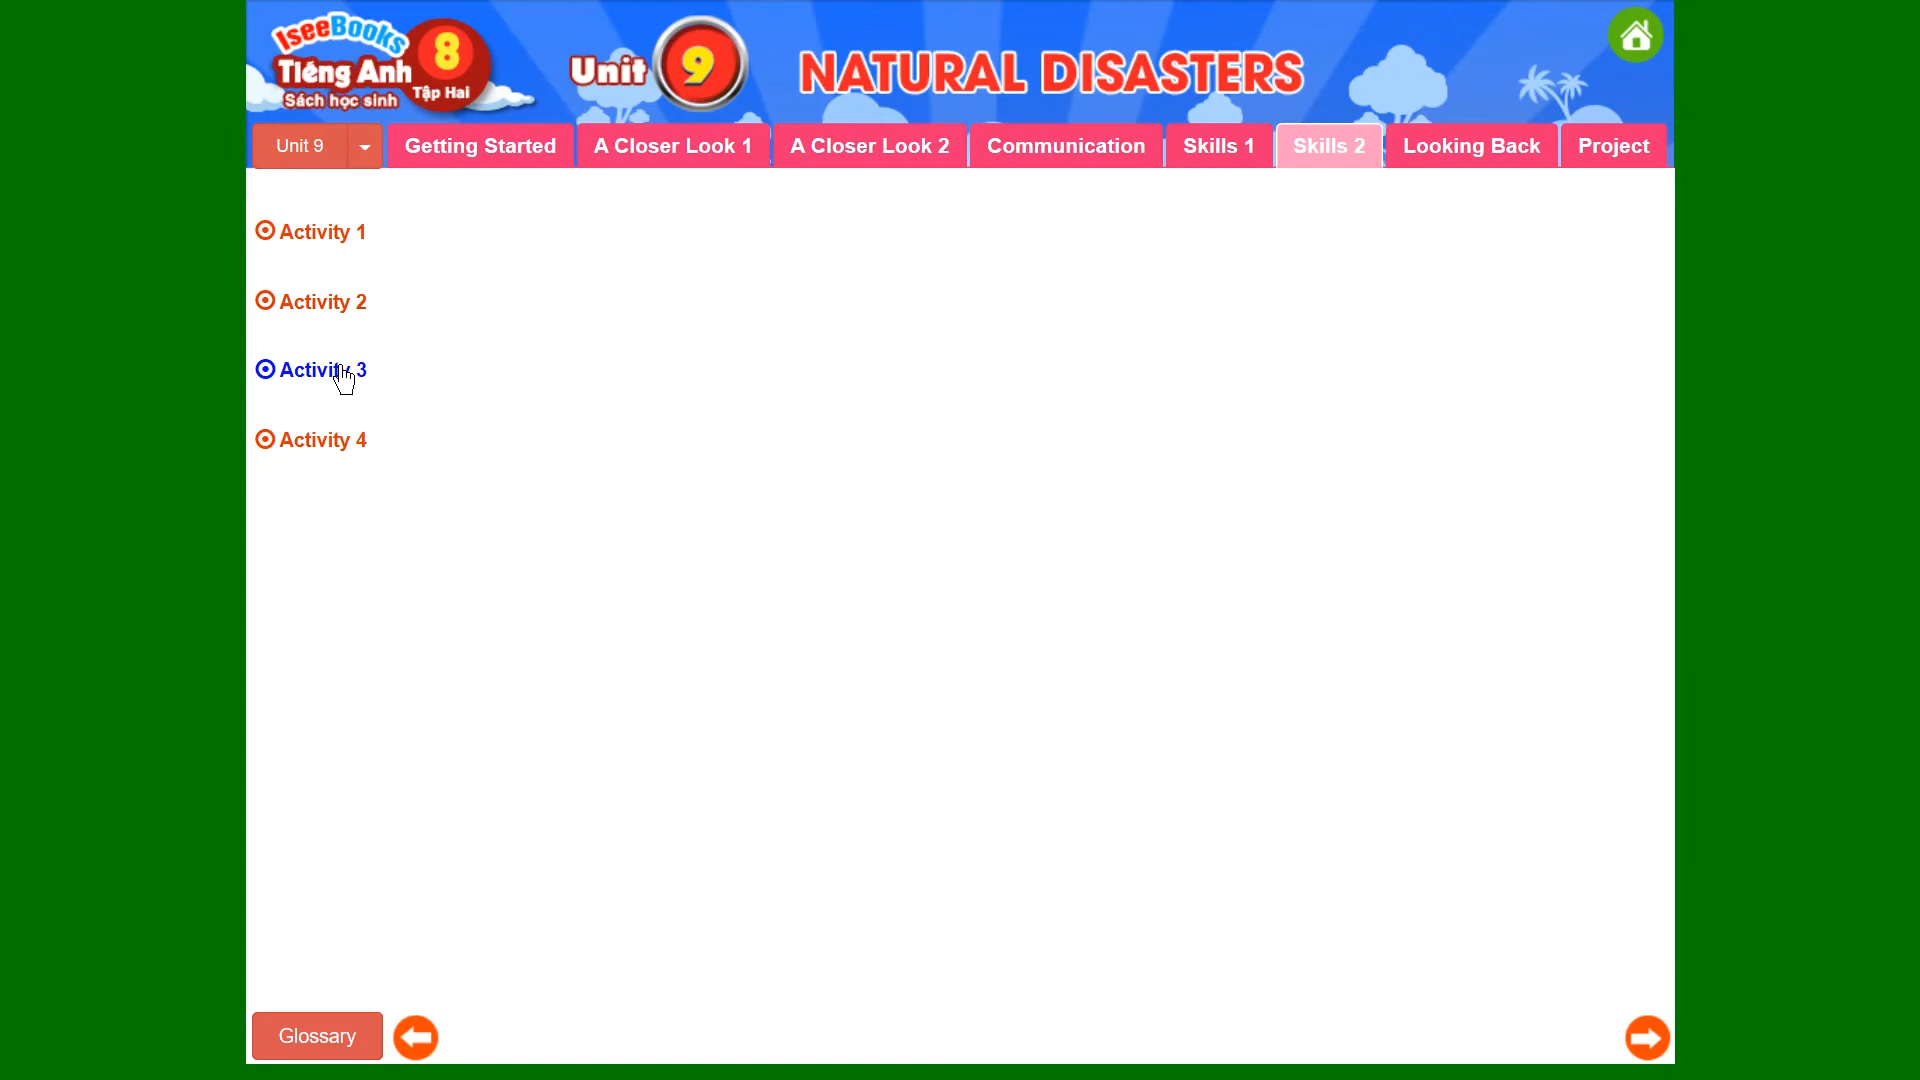 IseeBooks
Tiếng Anh 8
Sách học sinh Tập Hai
Unit 9
NATURAL DISASTERS
Unit 9
Getting Started
A Closer Look 1
A Closer Look 2
Communication
Skills 1
Skills 2
Looking Back
Project
Activity 1
Activity 2
Activity 3
Activity 4
Glossary